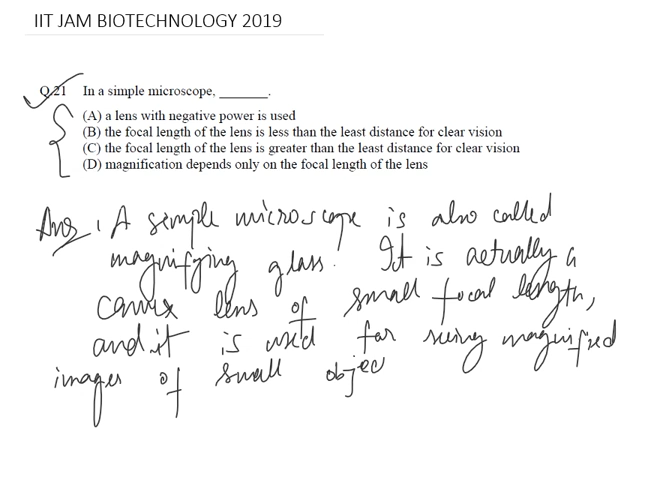 IIT JAM BIOTECHNOLOGY 2019
Q.21 In a simple microscope, ________.
(A) a lens with negative power is used
(B) the focal length of the lens is less than the least distance for clear vision
(C) the focal length of the lens is greater than the least distance for clear vision
(D) magnification depends only on the focal length of the lens
Ans, A simple microscope is also called
magnifying glass. It is actually a
convex lens of small focal length,
and it is used for seeing magnified
images of small objec